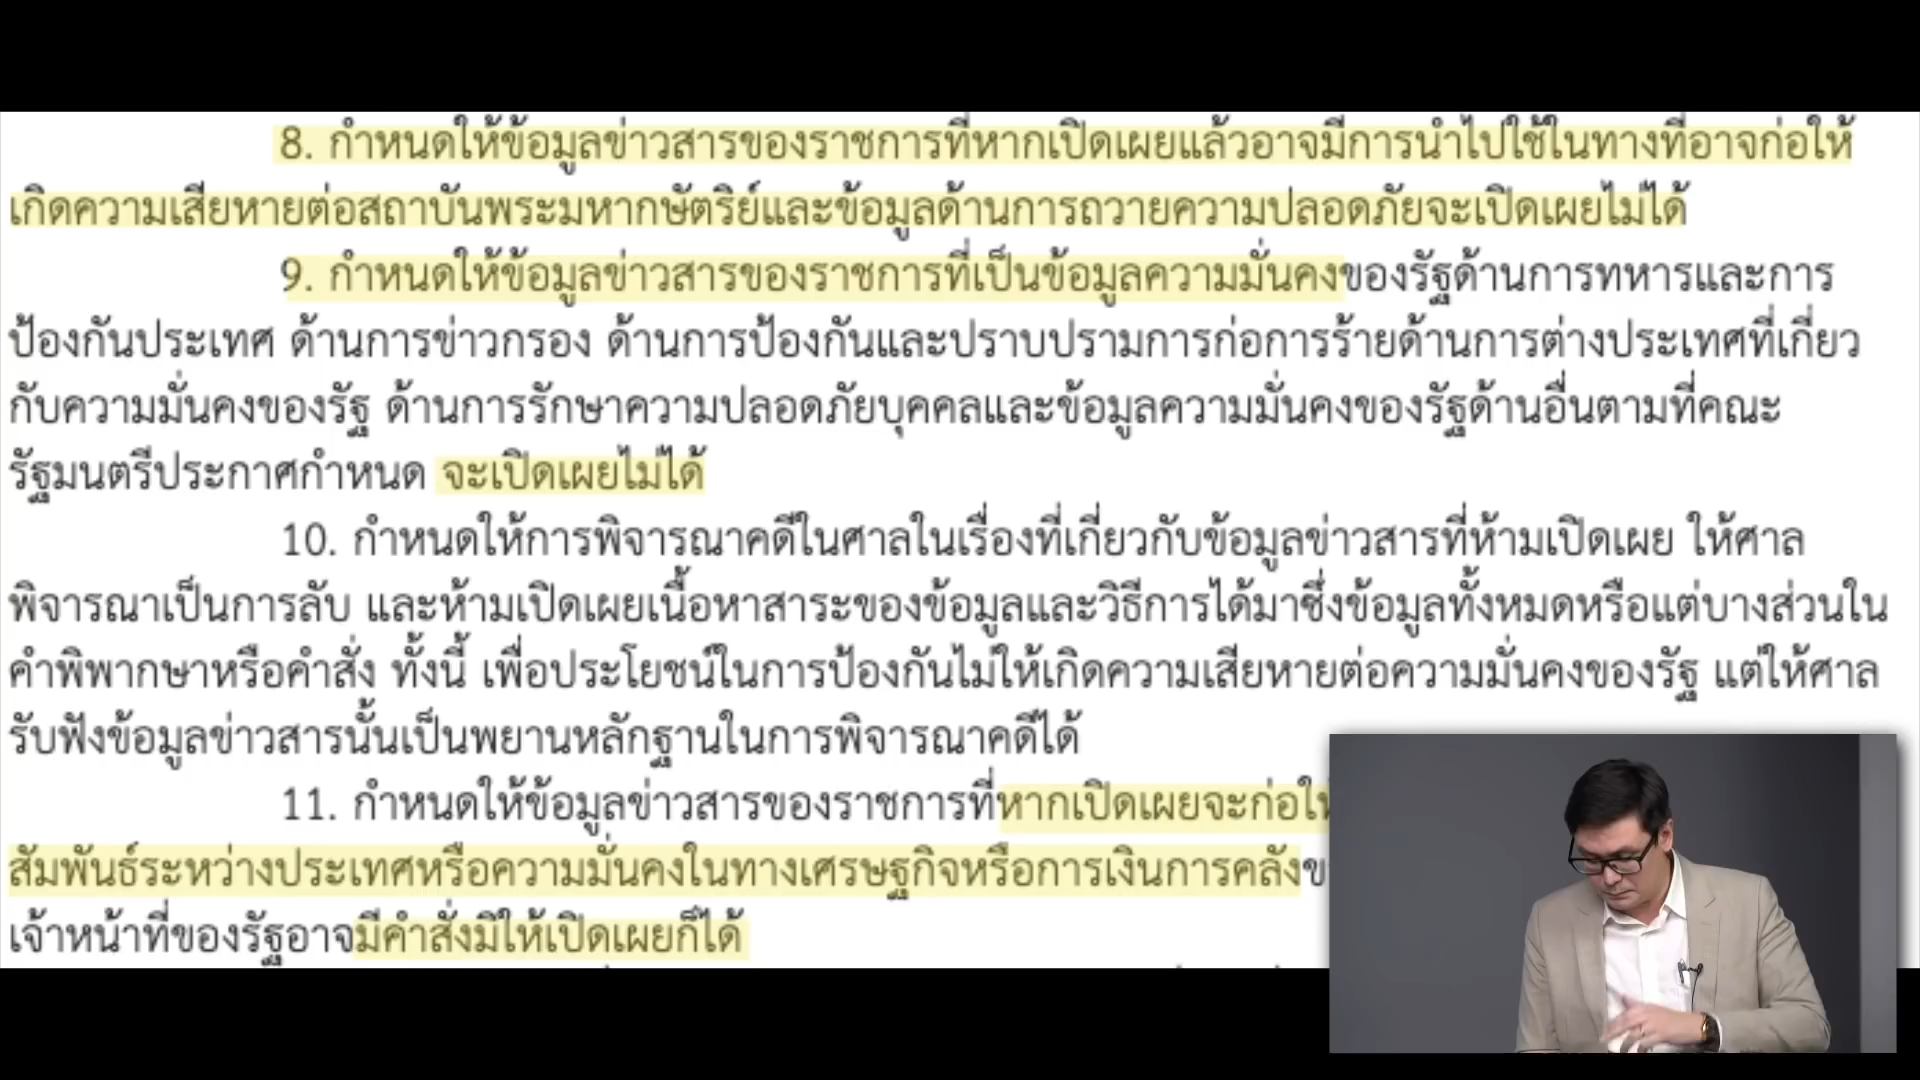 8. กำหนดให้ข้อมูลข่าวสารของราชการที่หากเปิดเผยแล้วอาจมีการนำไปใช้ในทางที่อาจก่อให้
เกิดความเสียหายต่อสถาบันพระมหากษัตริย์และข้อมูลด้านการถวายความปลอดภัยจะเปิดเผยไม่ได้
9. กำหนดให้ข้อมูลข่าวสารของราชการที่เป็นข้อมูลความมั่นคงของรัฐด้านการทหารและการ
ป้องกันประเทศ ด้านการข่าวกรอง ด้านการป้องกันและปราบปรามการก่อการร้ายด้านการต่างประเทศที่เกี่ยว
กับความมั่นคงของรัฐ ด้านการรักษาความปลอดภัยบุคคลและข้อมูลความมั่นคงของรัฐด้านอื่นตามที่คณะ
รัฐมนตรีประกาศกำหนด จะเปิดเผยไม่ได้
10. กำหนดให้การพิจารณาคดีในศาลในเรื่องที่เกี่ยวกับข้อมูลข่าวสารที่ห้ามเปิดเผย ให้ศาล
พิจารณาเป็นการลับ และห้ามเปิดเผยเนื้อหาสาระของข้อมูลและวิธีการได้มาซึ่งข้อมูลทั้งหมดหรือแต่บางส่วนใน
คำพิพากษาหรือคำสั่ง ทั้งนี้ เพื่อประโยชน์ในการป้องกันไม่ให้เกิดความเสียหายต่อความมั่นคงของรัฐ แต่ให้ศาล
รับฟังข้อมูลข่าวสารนั้นเป็นพยานหลักฐานในการพิจารณาคดีได้
11. กำหนดให้ข้อมูลข่าวสารของราชการที่หากเปิดเผยจะก่อให้
สัมพันธ์ระหว่างประเทศหรือความมั่นคงในทางเศรษฐกิจหรือการเงินการคลัง
เจ้าหน้าที่ของรัฐอาจมีคำสั่งมิให้เปิดเผยก็ได้